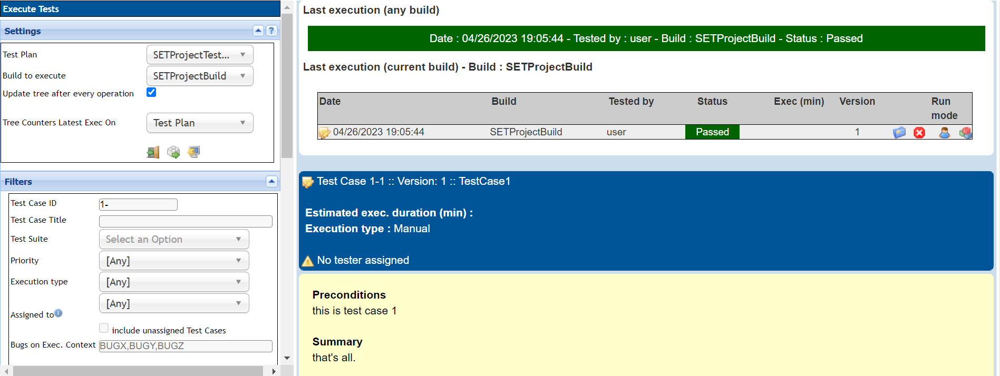 Execute Tests
Settings
?
Test Plan
SETProjectTest...
Build to execute
SETProjectBuild
Update tree after every operation
Tree Counters Latest Exec On
Test Plan
Filters
Test Case ID
1-
Test Case Title
Test Suite
Select an Option
Priority
[Any]
Execution type
[Any]
[Any]
Assigned to
include unassigned Test Cases
Bugs on Exec. Context
BUGX,BUGY,BUGZ
Last execution (any build)
Date : 04/26/2023 19:05:44 - Tested by : user - Build : SETProjectBuild - Status : Passed
Last execution (current build) - Build : SETProjectBuild
Date Build Tested by Status Exec (min) Version Run mode
04/26/2023 19:05:44 SETProjectBuild user Passed 1
Test Case 1-1 :: Version: 1 :: TestCase1
Estimated exec. duration (min) :
Execution type : Manual
No tester assigned
Preconditions
this is test case 1
Summary
that's all.